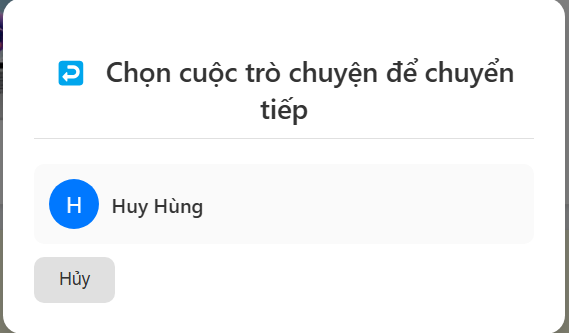 Chọn cuộc trò chuyện để chuyển
tiếp
H
Huy Hùng
Hủy